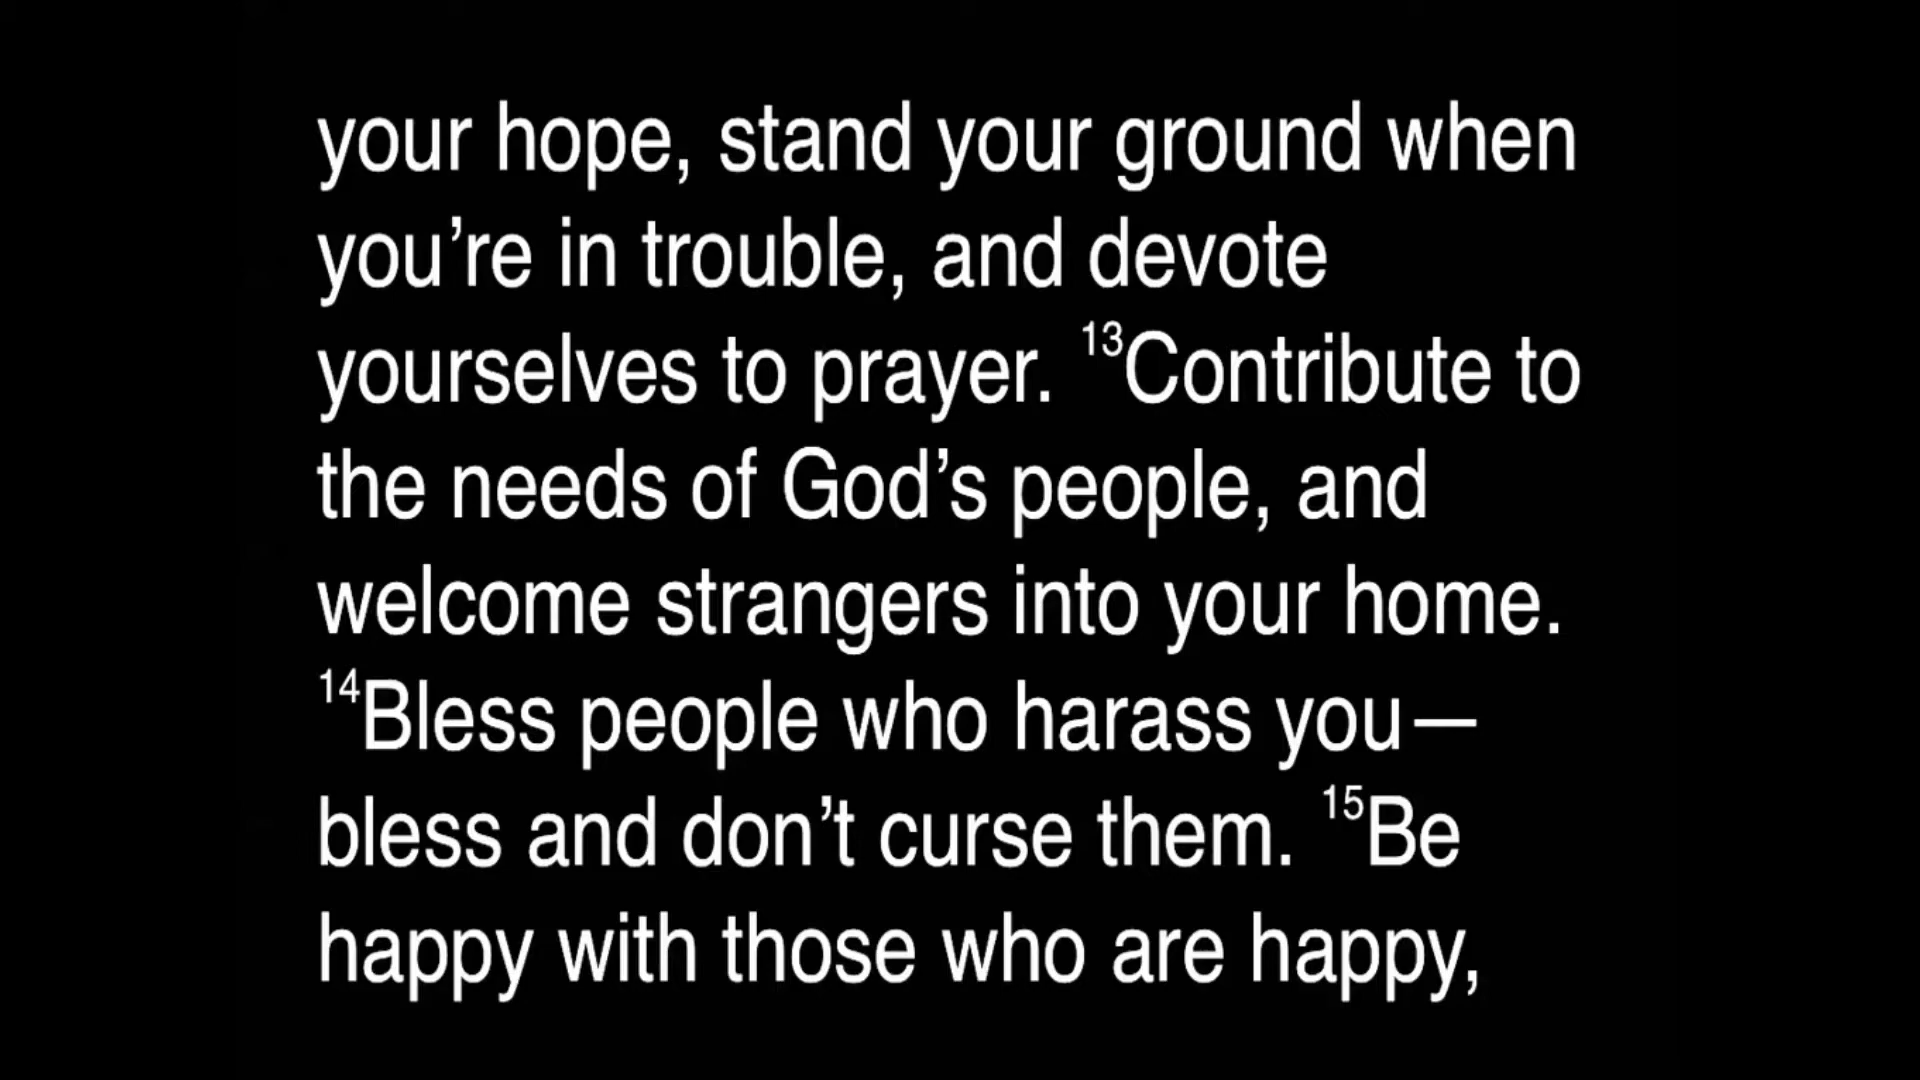 your hope, stand your ground when
you’re in trouble, and devote
yourselves to prayer. ¹³Contribute to
the needs of God’s people, and
welcome strangers into your home.
¹⁴Bless people who harass you—
bless and don’t curse them. ¹⁵Be
happy with those who are happy,